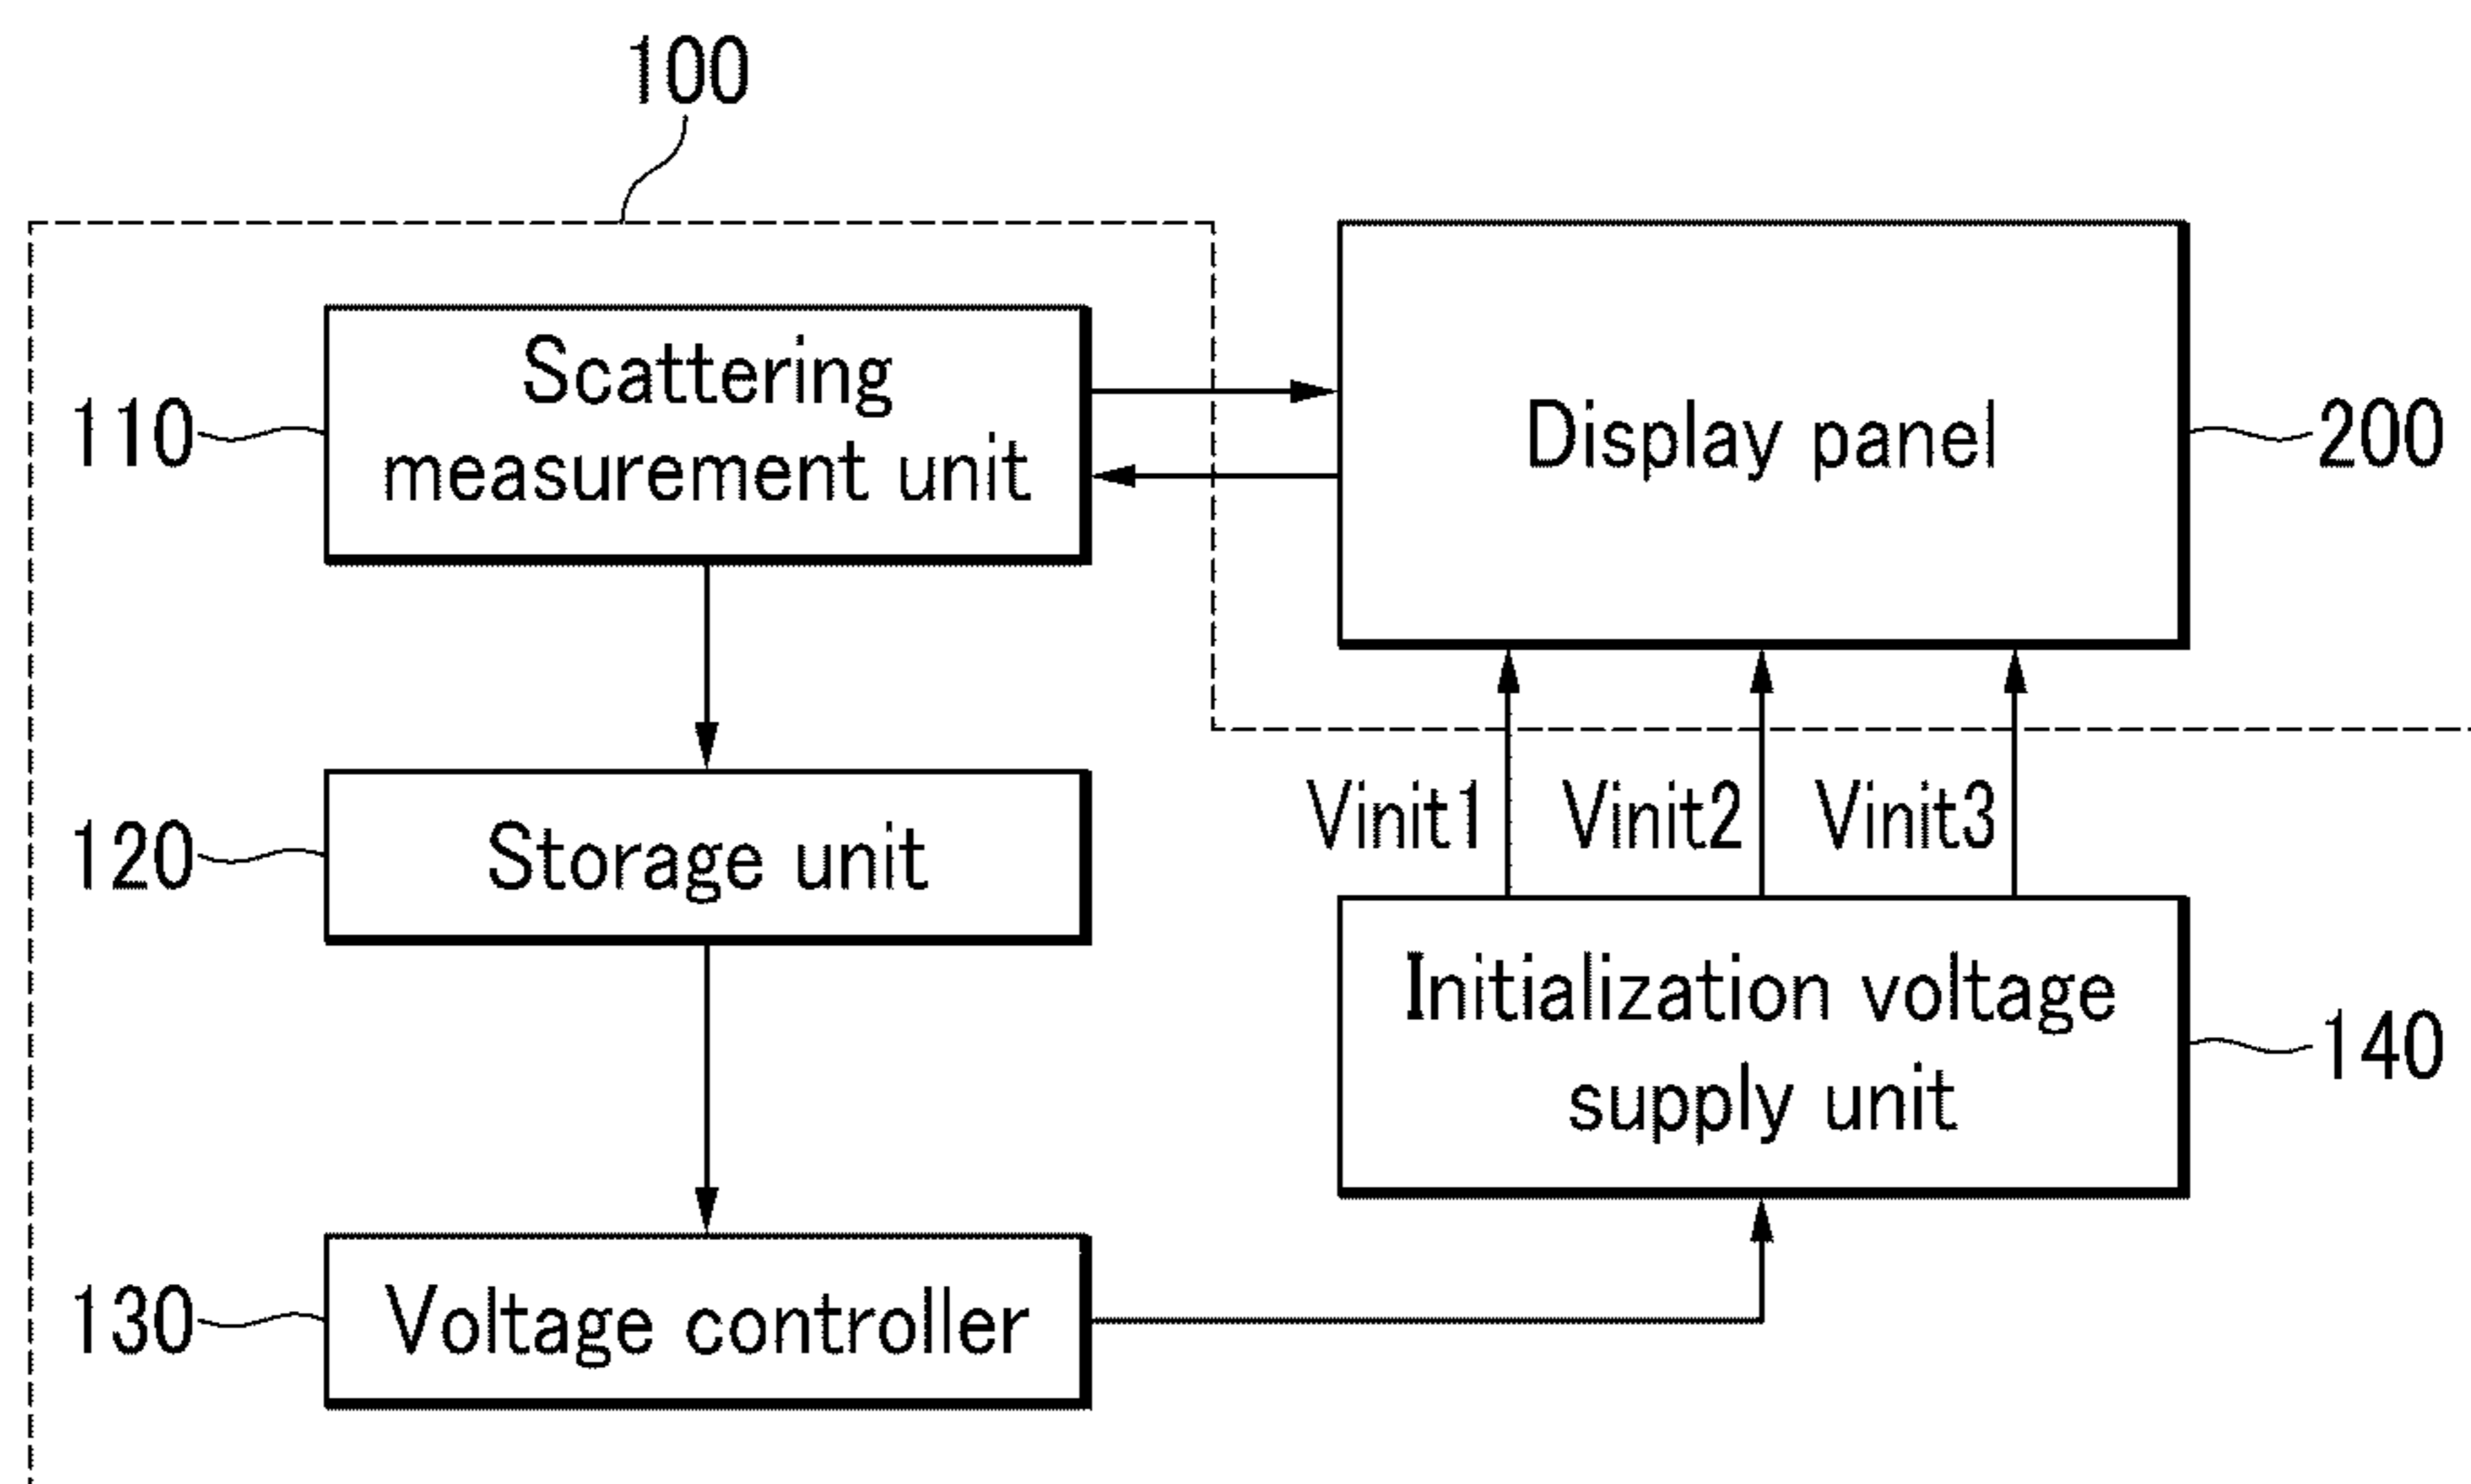 100
Scattering
measurement unit
110
Display panel
200
Storage unit
120
Vinit1 Vinit2 Vinit3
Initialization voltage
supply unit
140
Voltage controller
130